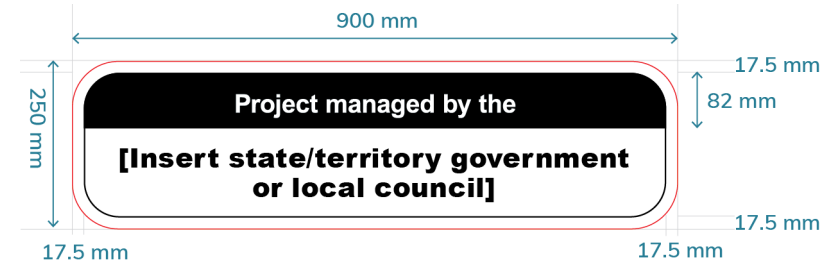 900 mm
17.5 mm
250 mm
82 mm
Project managed by the
[Insert state/territory government
or local council]
17.5 mm
17.5 mm
17.5 mm